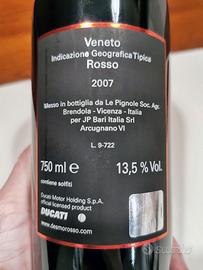 Veneto
Indicazione Geografica Tipica
Rosso
2007
Messo in bottiglia da Le Pignole Soc. Agr.
Brendola - Vicenza - Italia
per JP Bari Italia Srl
Arcugnano VI
L. 9-722
750 ml e 13,5 % Vol.
contiene solfiti
Ducati Motor Holding S.p.A.
official licensed product
DUCATI
www.desmorosso.com